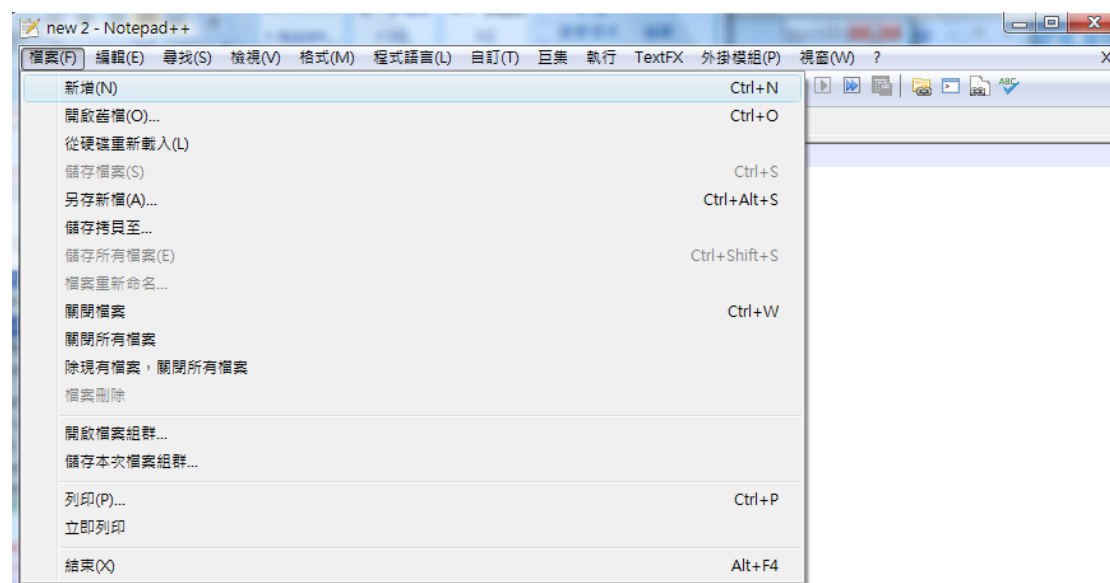 new 2 - Notepad++
檔案(F) 編輯(E) 尋找(S) 檢視(V) 格式(M) 程式語言(L) 自訂(T) 巨集 執行 TextFX 外掛模組(P) 視窗(W) ? X
新增(N) Ctrl+N
開啟舊檔(O)... Ctrl+O
從硬碟重新載入(L)
儲存檔案(S) Ctrl+S
另存新檔(A)... Ctrl+Alt+S
儲存拷貝至...
儲存所有檔案(E) Ctrl+Shift+S
檔案重新命名...
關閉檔案 Ctrl+W
關閉所有檔案
除現有檔案，關閉所有檔案
檔案刪除
開啟檔案組群...
儲存本次檔案組群...
列印(P)... Ctrl+P
立即列印
結束(X) Alt+F4